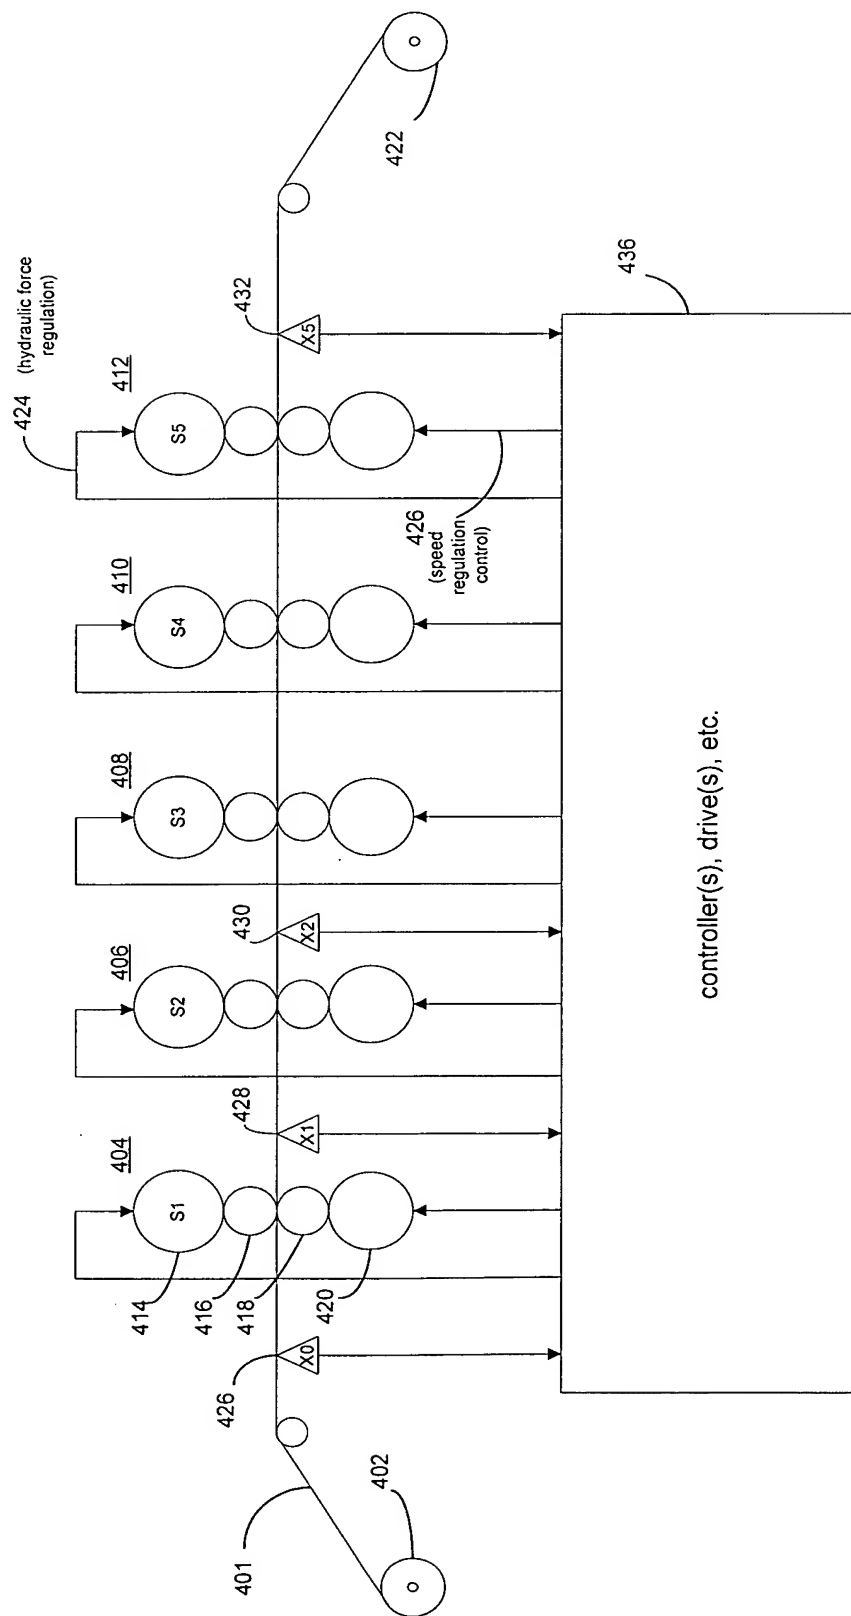 424 (hydraulic force
regulation)
404
406
408
410
412
428
430
432
S1
S2
S3
S4
S5
414
416
418
420
426
X0
X1
X2
X5
401
402
422
426
(speed
regulation
control)
436
controller(s), drive(s), etc.